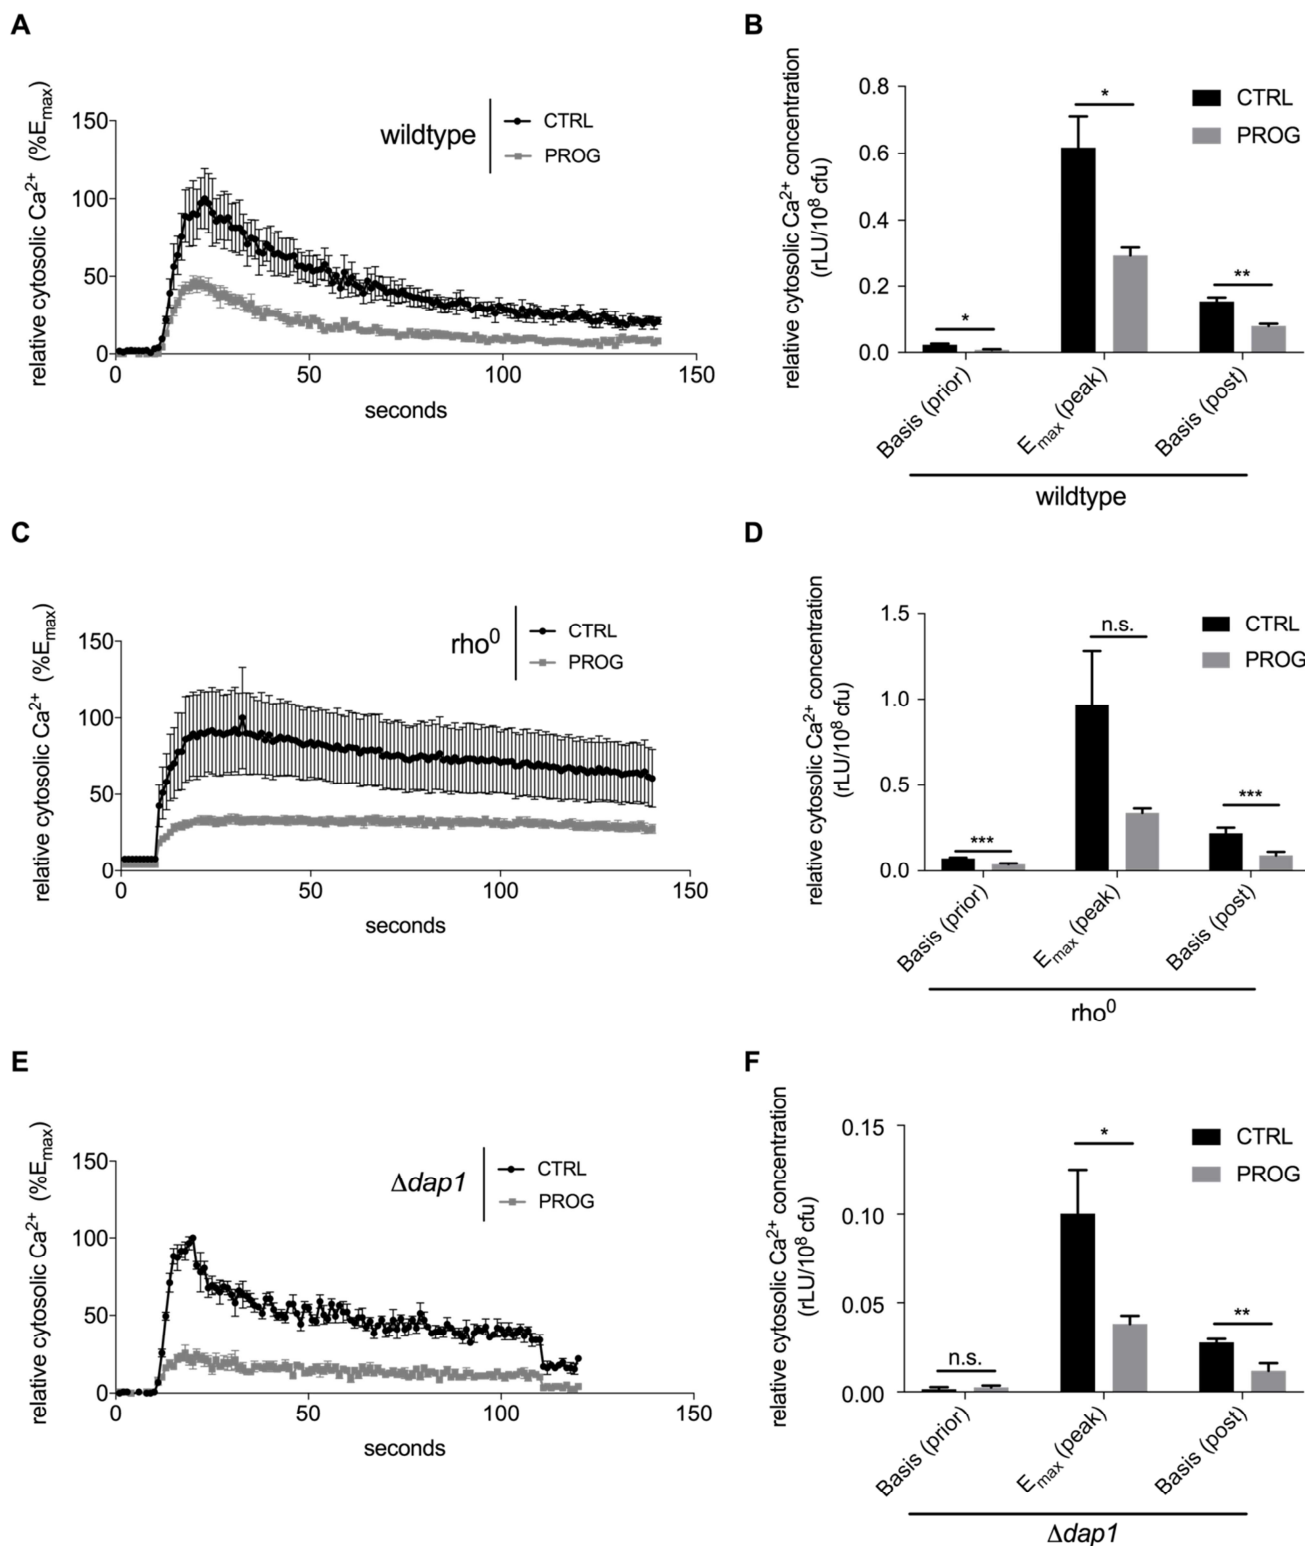 A
relative cytosolic Ca²⁺ (%Eₘₐₓ)
150
100
50
0
0
50
100
150
seconds
wildtype
CTRL
PROG
B
relative cytosolic Ca²⁺ concentration
(rLU/10⁸ cfu)
0.8
0.6
0.4
0.2
0.0
*
*
**
CTRL
PROG
Basis (prior)
Eₘₐₓ (peak)
Basis (post)
wildtype
C
relative cytosolic Ca²⁺ (%Eₘₐₓ)
150
100
50
0
0
50
100
150
seconds
rho⁰
CTRL
PROG
D
relative cytosolic Ca²⁺ concentration
(rLU/10⁸ cfu)
1.5
1.0
0.5
0.0
***
n.s.
***
CTRL
PROG
Basis (prior)
Eₘₐₓ (peak)
Basis (post)
rho⁰
E
relative cytosolic Ca²⁺ (%Eₘₐₓ)
150
100
50
0
0
50
100
150
seconds
Δdap1
CTRL
PROG
F
relative cytosolic Ca²⁺ concentration
(rLU/10⁸ cfu)
0.15
0.10
0.05
0.00
n.s.
*
**
CTRL
PROG
Basis (prior)
Eₘₐₓ (peak)
Basis (post)
Δdap1